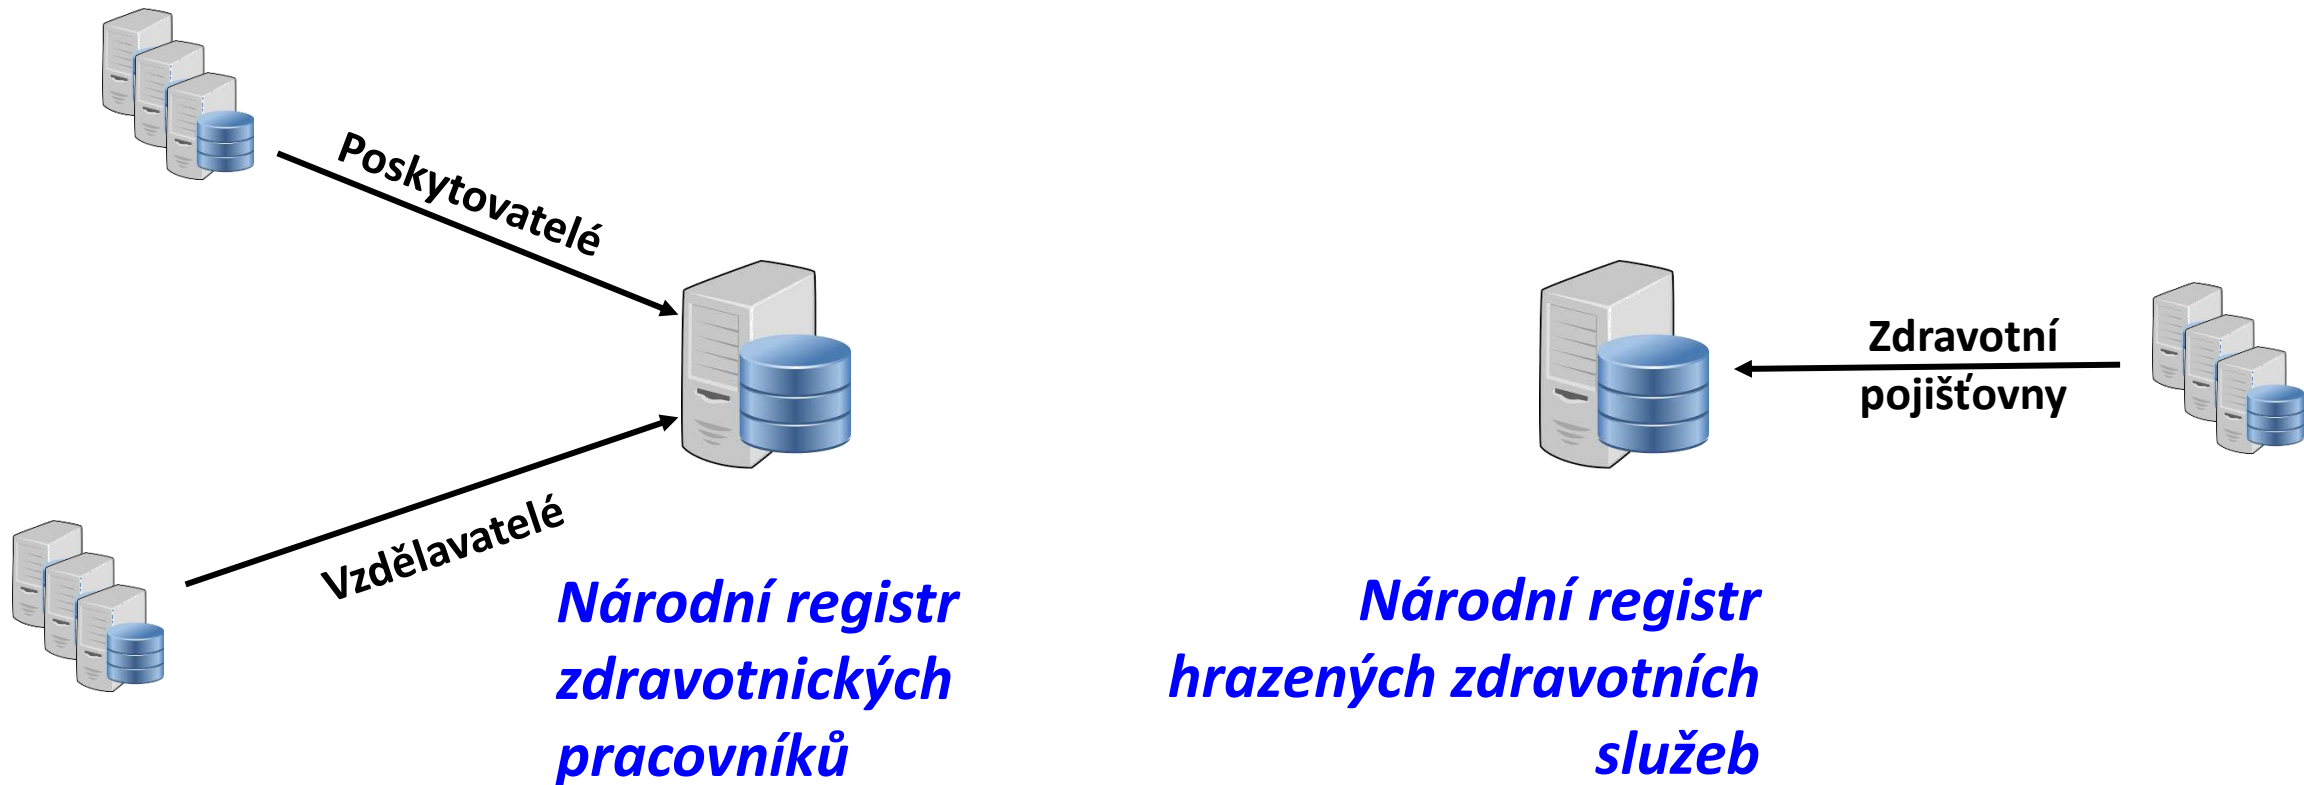 Poskytovatelé
Zdravotní
pojišťovny
Vzdělavatelé
Národní registr
zdravotnických
pracovníků
Národní registr
hrazených zdravotních
služeb